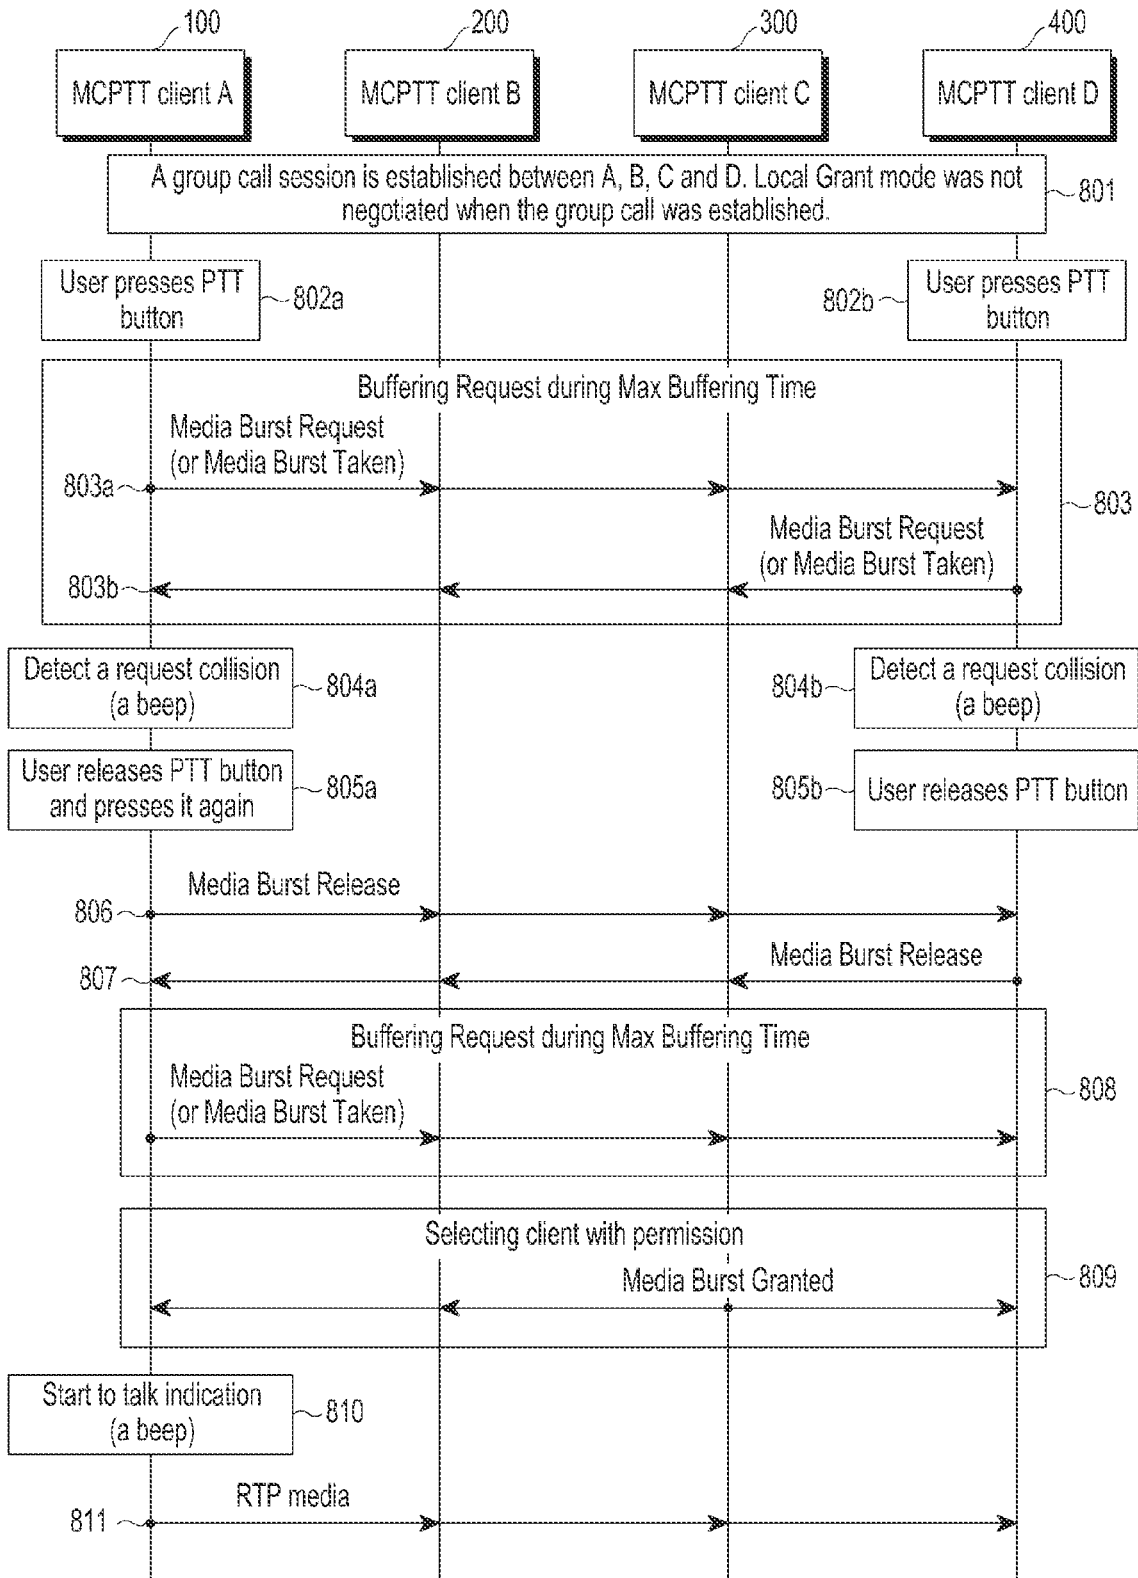 100
200
300
400
MCPTT client A
MCPTT client B
MCPTT client C
MCPTT client D
A group call session is established between A, B, C and D. Local Grant mode was not
negotiated when the group call was established.
801
User presses PTT
button
802a
802b
User presses PTT
button
Buffering Request during Max Buffering Time
Media Burst Request
(or Media Burst Taken)
803a
803
Media Burst Request
(or Media Burst Taken)
803b
Detect a request collision
(a beep)
804a
804b
Detect a request collision
(a beep)
User releases PTT button
and presses it again
805a
805b
User releases PTT button
Media Burst Release
806
Media Burst Release
807
Buffering Request during Max Buffering Time
Media Burst Request
(or Media Burst Taken)
808
Selecting client with permission
Media Burst Granted
809
Start to talk indication
(a beep)
810
RTP media
811